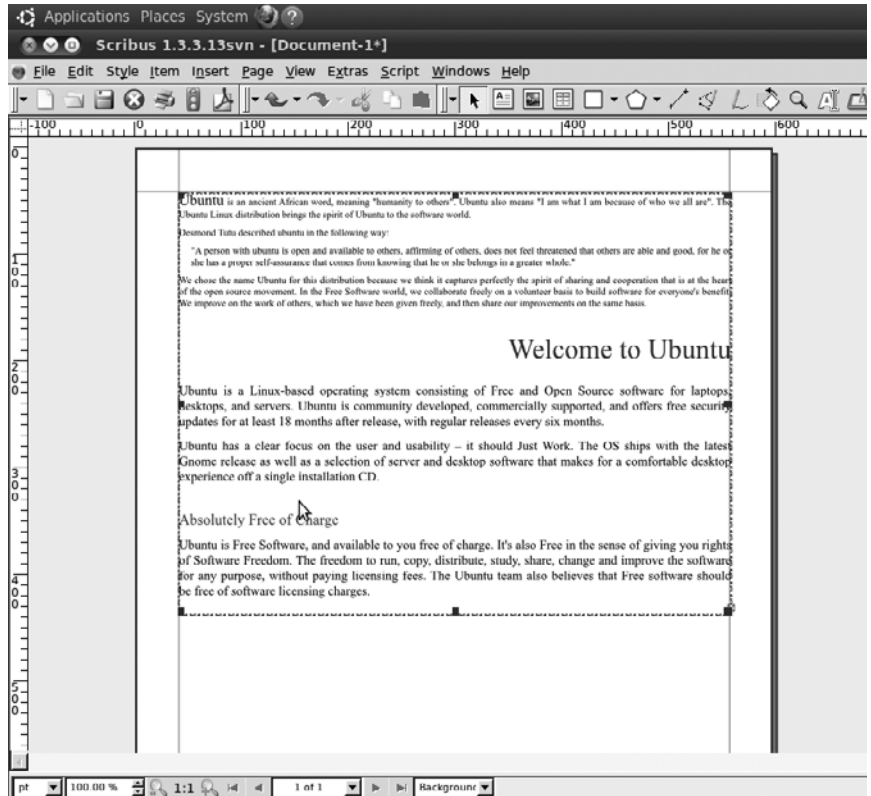 Applications Places System
Scribus 1.3.3.13svn - [Document-1*]
File Edit Style Item Insert Page View Extras Script Windows Help
-100 0 100 200 300 400 500 600
0
100
200
300
400
500
Ubuntu is an ancient African word, meaning "humanity to others". Ubuntu also means "I am what I am because of who we all are". The
Ubuntu Linux distribution brings the spirit of Ubuntu to the software world.
Desmond Tutu described ubuntu in the following way:
"A person with ubuntu is open and available to others, affirming of others, does not feel threatened that others are able and good, for he or
she has a proper self-assurance that comes from knowing that he or she belongs in a greater whole."
We chose the name Ubuntu for this distribution because we think it captures perfectly the spirit of sharing and cooperation that is at the heart
of the open source movement. In the Free Software world, we collaborate freely on a volunteer basis to build software for everyone's benefit.
We improve on the work of others, which we have been given freely, and then share our improvements on the same basis.
Welcome to Ubuntu
Ubuntu is a Linux-based operating system consisting of Free and Open Source software for laptops,
desktops, and servers. Ubuntu is community developed, commercially supported, and offers free security
updates for at least 18 months after release, with regular releases every six months.
Ubuntu has a clear focus on the user and usability – it should Just Work. The OS ships with the latest
Gnome release as well as a selection of server and desktop software that makes for a comfortable desktop
experience off a single installation CD.
Absolutely Free of Charge
Ubuntu is Free Software, and available to you free of charge. It's also Free in the sense of giving you rights
of Software Freedom. The freedom to run, copy, distribute, study, share, change and improve the software
for any purpose, without paying licensing fees. The Ubuntu team also believes that Free software should
be free of software licensing charges.
pt 100.00 % 1:1 1 of 1 Background